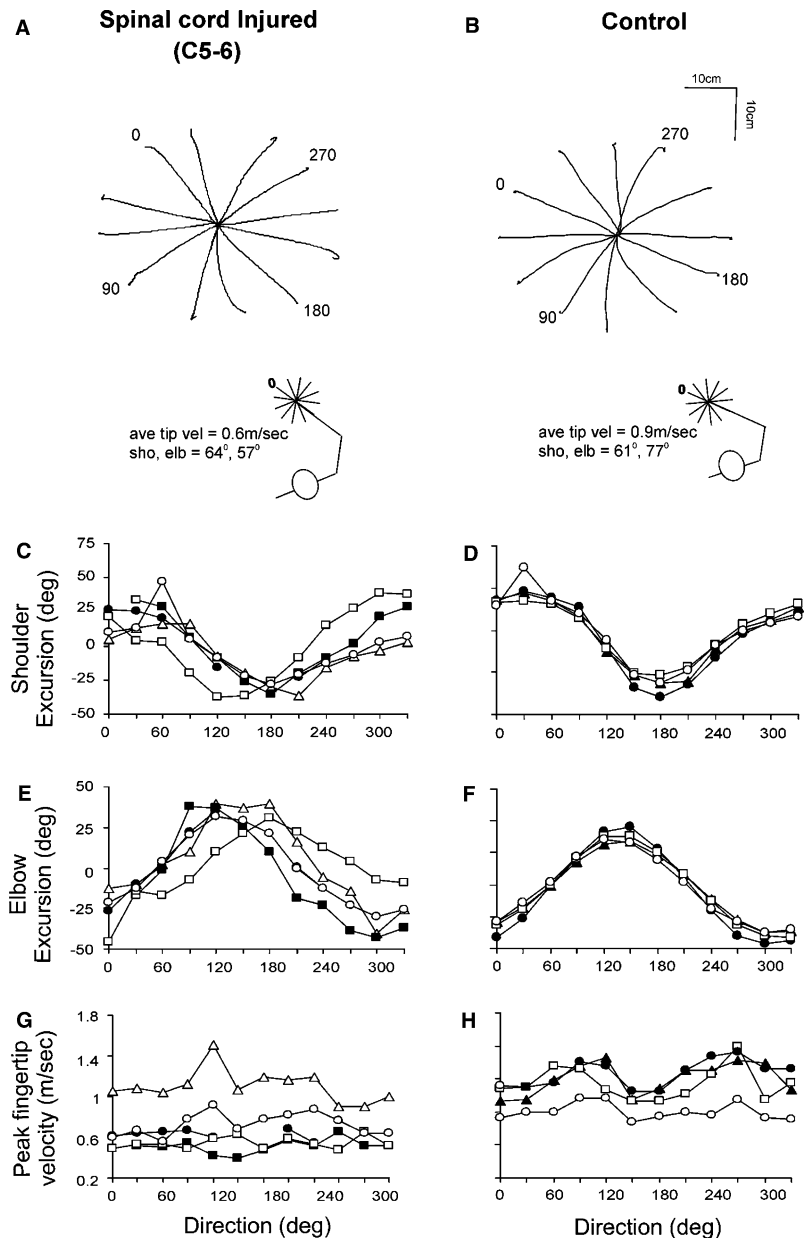 A
Spinal cord Injured
(C5-6)
B
Control
10cm
10cm
0
270
90
180
270
0
180
90
0
ave tip vel = 0.6m/sec
sho, elb = 64°, 57°
0
ave tip vel = 0.9m/sec
sho, elb = 61°, 77°
C
Shoulder
Excursion (deg)
75
50
25
0
-25
-50
0 60 120 180 240 300
D
0 60 120 180 240 300
E
Elbow
Excursion (deg)
50
25
0
-25
-50
0 60 120 180 240 300
F
0 60 120 180 240 300
G
Peak fingertip
velocity (m/sec)
1.8
1.4
1
0.6
0.2
0 60 120 180 240 300
Direction (deg)
H
0 60 120 180 240 300
Direction (deg)